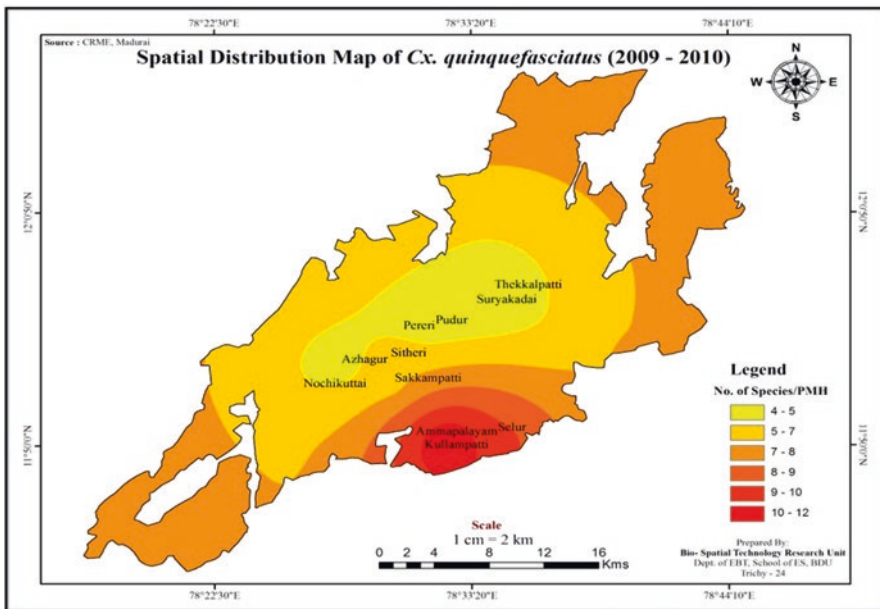 78°22'30"E 78°33'20"E 78°44'10"E
Source : CRME, Madurai
Spatial Distribution Map of Cx. quinquefasciatus (2009 - 2010)
N
W E
S
12°0'50"N 12°0'50"N
Thekkalpatti
Suryakadai
Pudur
Pereri
Sitheri
Azhagur
Sakkampatti
Nochikuttai
Legend
No. of Species/PMH
4 - 5
5 - 7
7 - 8
8 - 9
9 - 10
10 - 12
Selur
Ammapalayam
Kullampatti
11°50'0"N 11°50'0"N
Scale
1 cm = 2 km
0 2 4 8 12 16
Kms
Prepared By:
Bio- Spatial Technology Research Unit
Dept. of EBT, School of ES, BDU
Trichy - 24
78°22'30"E 78°33'20"E 78°44'10"E